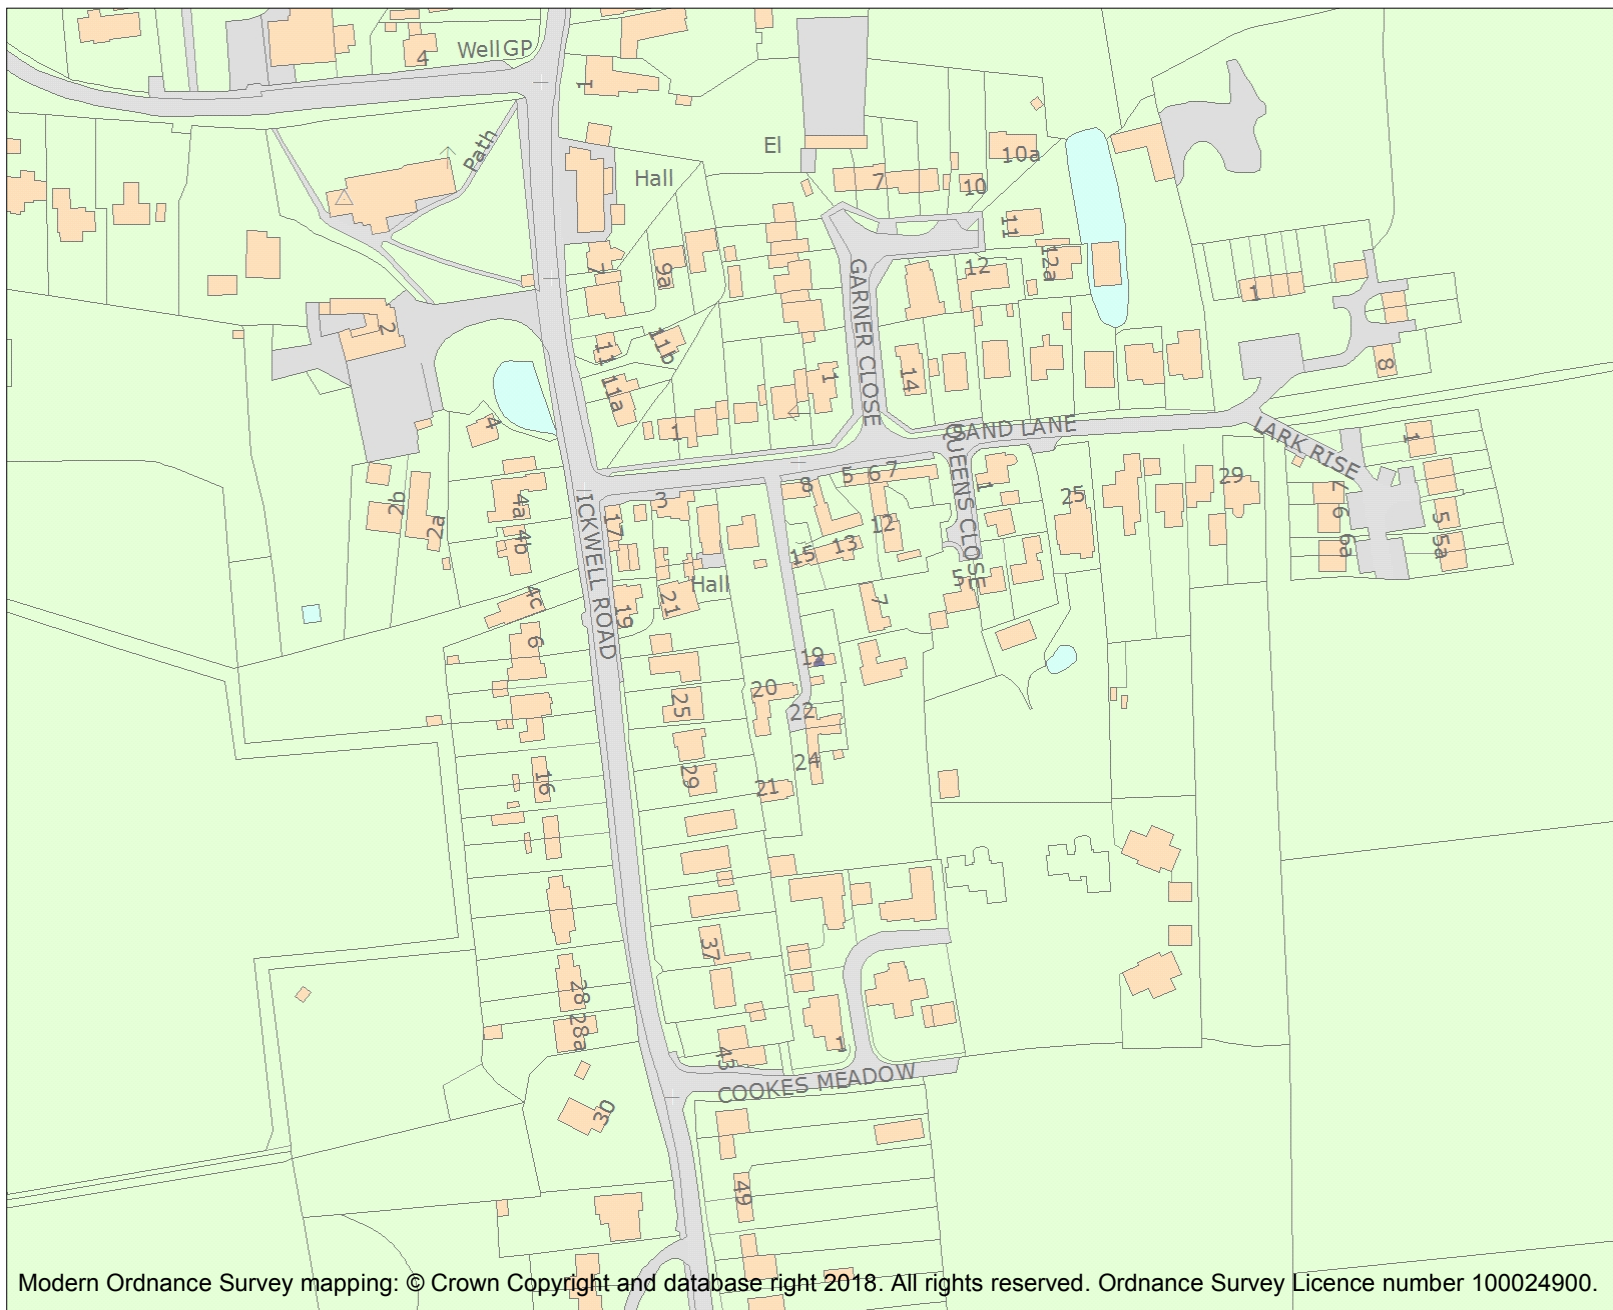 4
Well
GP
1
Path
El
Hall
7
10a
10
11
7
9a
12a
12
1
2
GARNER CLOSE
11
11b
8
11a
1
14
4
1
SAND LANE
QUEENS CLOSE
LARK RISE
1
2b
2a
4a
4b
ICKWELL ROAD
17
3
8
5
6
7
1
25
29
7
6
6a
5
5a
12
13
15
Hall
4c
19
21
7
5
6
19
25
20
22
16
29
24
21
37
28
28a
43
1
COOKES MEADOW
30
49
Modern Ordnance Survey mapping: © Crown Copyright and database right 2018. All rights reserved. Ordnance Survey Licence number 100024900.